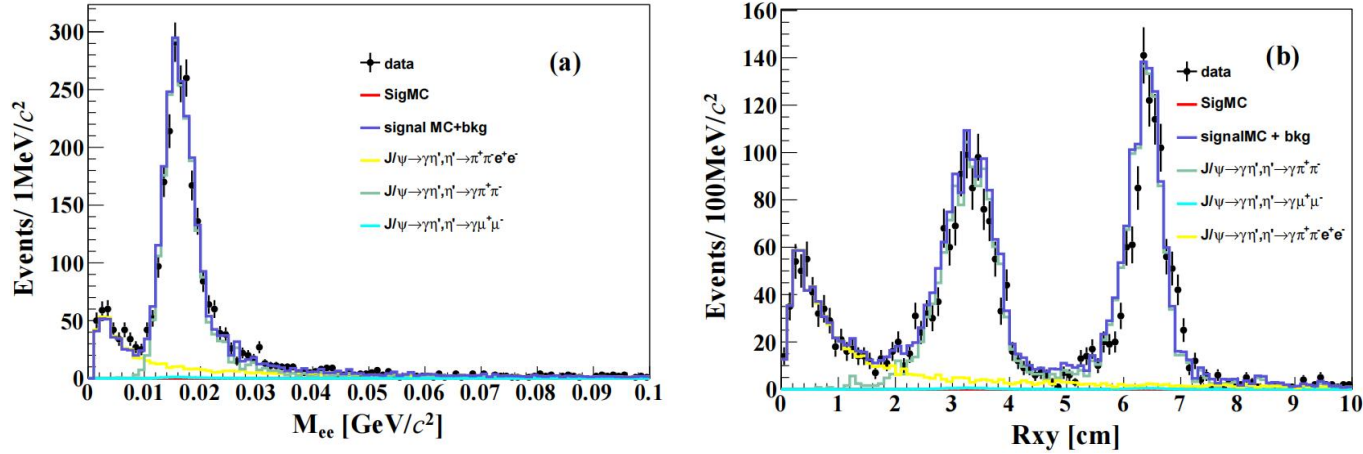 Events/ 1MeV/c²
300
250
200
150
100
50
0
(a)
data
SigMC
signal MC+bkg
J/ψ→γη',η'→π⁺π⁻e⁺e⁻
J/ψ→γη',η'→γπ⁺π⁻
J/ψ→γη',η'→γμ⁺μ⁻
0 0.01 0.02 0.03 0.04 0.05 0.06 0.07 0.08 0.09 0.1
Mₑₑ [GeV/c²]
Events/ 100MeV/c²
160
140
120
100
80
60
40
20
0
(b)
data
SigMC
signalMC + bkg
J/ψ→γη',η'→γπ⁺π⁻
J/ψ→γη',η'→γμ⁺μ⁻
J/ψ→γη',η'→γπ⁺π⁻e⁺e⁻
0 1 2 3 4 5 6 7 8 9 10
Rxy [cm]